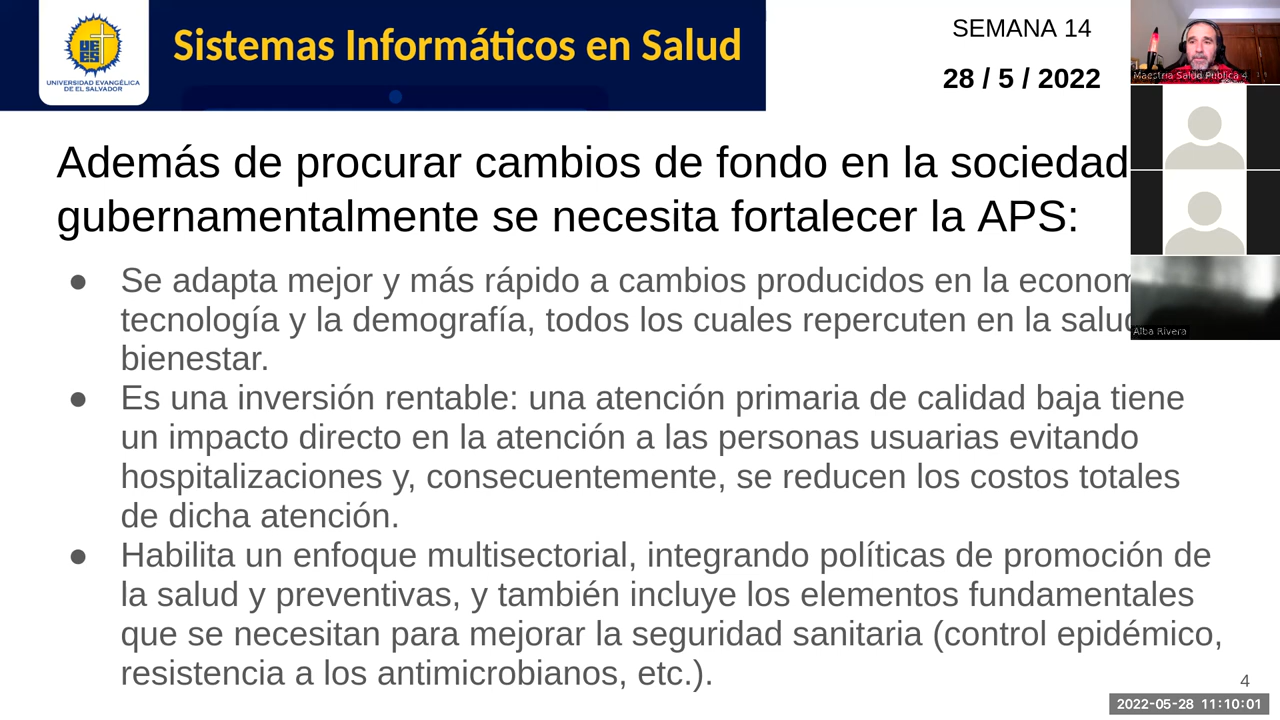 UNIVERSIDAD EVANGÉLICA
DE EL SALVADOR
Sistemas Informáticos en Salud
SEMANA 14
28 / 5 / 2022
Maestria Salud Publica 4
Además de procurar cambios de fondo en la sociedad
gubernamentalmente se necesita fortalecer la APS:
● Se adapta mejor y más rápido a cambios producidos en la
tecnología y la demografía, todos los cuales repercuten en la
bienestar.
Alba Rivera
● Es una inversión rentable: una atención primaria de calidad baja tiene
un impacto directo en la atención a las personas usuarias evitando
hospitalizaciones y, consecuentemente, se reducen los costos totales
de dicha atención.
● Habilita un enfoque multisectorial, integrando políticas de promoción de
la salud y preventivas, y también incluye los elementos fundamentales
que se necesitan para mejorar la seguridad sanitaria (control epidémico,
resistencia a los antimicrobianos, etc.).
4
2022-05-28 11:10:01